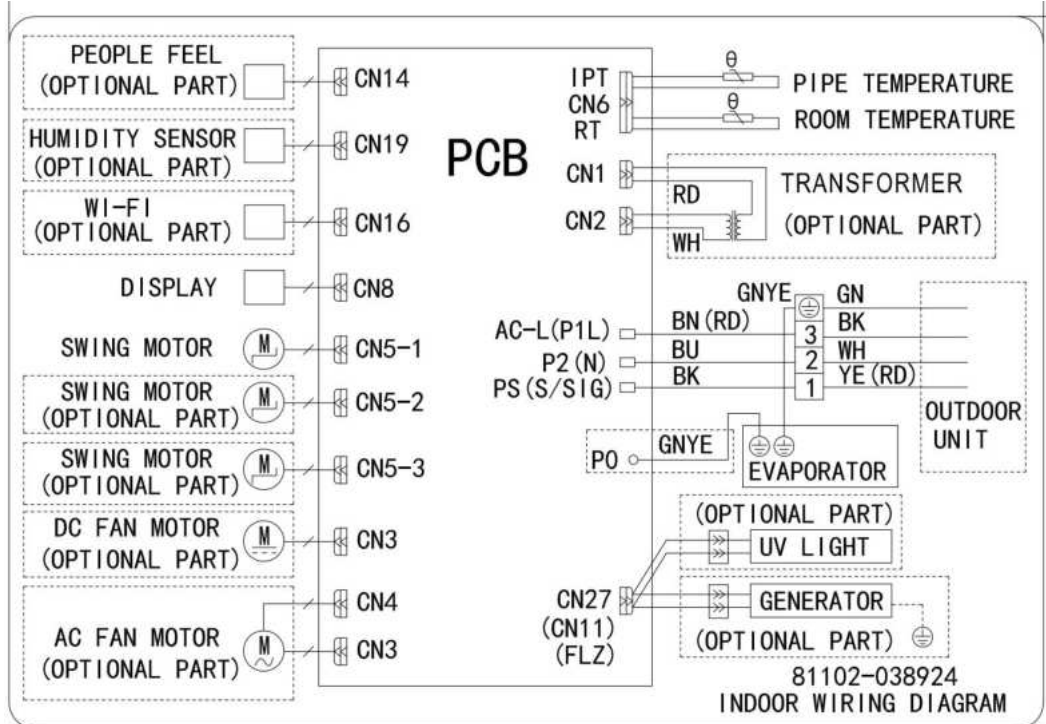 PEOPLE FEEL
(OPTIONAL PART)
CN14
HUMIDITY SENSOR
(OPTIONAL PART)
CN19
WI-FI
(OPTIONAL PART)
CN16
DISPLAY
CN8
SWING MOTOR
M
CN5-1
SWING MOTOR
(OPTIONAL PART)
M
CN5-2
SWING MOTOR
(OPTIONAL PART)
M
CN5-3
DC FAN MOTOR
(OPTIONAL PART)
M
CN3
AC FAN MOTOR
(OPTIONAL PART)
M
CN4
CN3
PCB
IPT
CN6
RT
θ
PIPE TEMPERATURE
θ
ROOM TEMPERATURE
CN1
CN2
RD
WH
TRANSFORMER
(OPTIONAL PART)
GNYE
GN
AC-L(P1L)
BN(RD)
3
BK
P2(N)
BU
2
WH
PS(S/SIG)
BK
1
YE(RD)
OUTDOOR
UNIT
P0
GNYE
EVAPORATOR
(OPTIONAL PART)
UV LIGHT
CN27
(CN11)
(FLZ)
GENERATOR
(OPTIONAL PART)
81102-038924
INDOOR WIRING DIAGRAM